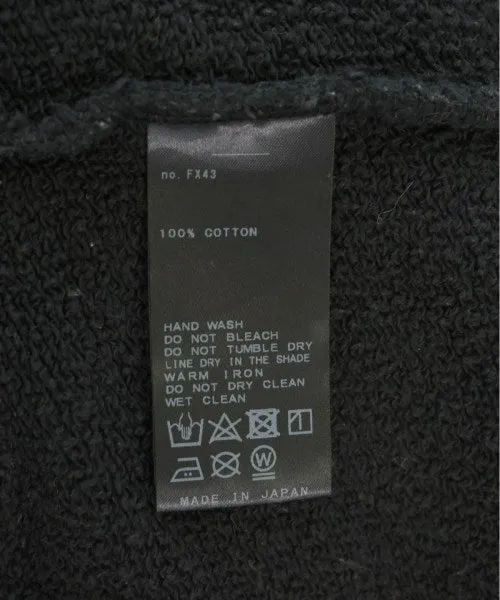 no. FX43
100% COTTON
HAND WASH
DO NOT BLEACH
DO NOT TUMBLE DRY
LINE DRY IN THE SHADE
WARM IRON
DO NOT DRY CLEAN
WET CLEAN
W
MADE IN JAPAN